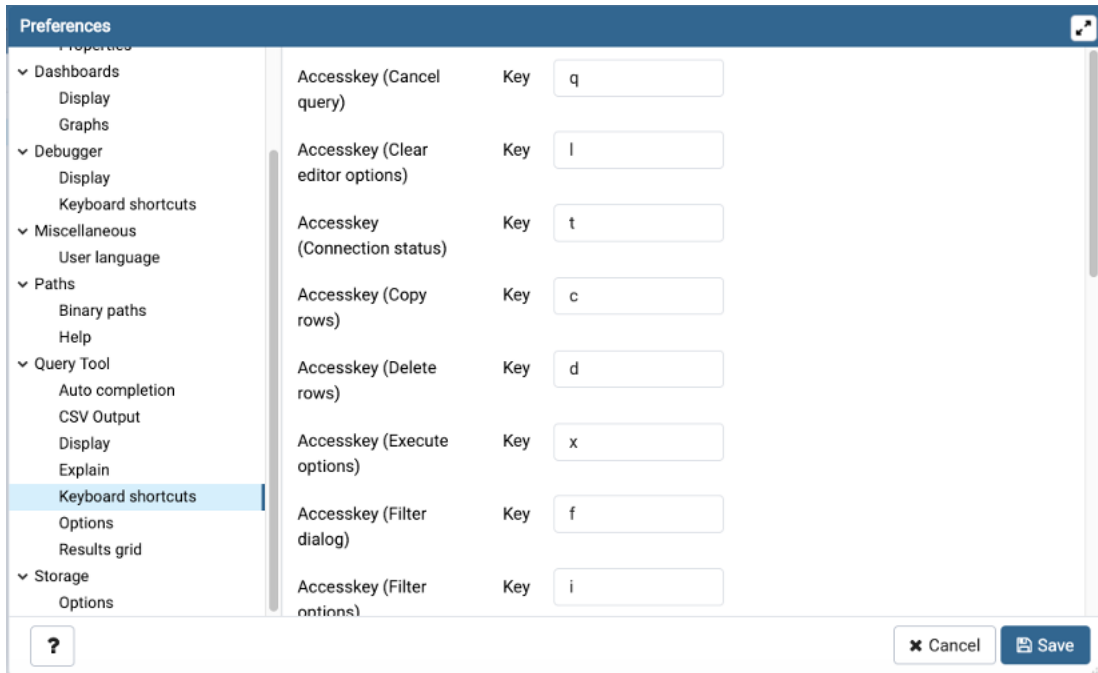 Preferences
Properties
Dashboards
Display
Graphs
Debugger
Display
Keyboard shortcuts
Miscellaneous
User language
Paths
Binary paths
Help
Query Tool
Auto completion
CSV Output
Display
Explain
Keyboard shortcuts
Options
Results grid
Storage
Options
Accesskey (Cancel
query)
Key
q
Accesskey (Clear
editor options)
Key
l
Accesskey
(Connection status)
Key
t
Accesskey (Copy
rows)
Key
c
Accesskey (Delete
rows)
Key
d
Accesskey (Execute
options)
Key
x
Accesskey (Filter
dialog)
Key
f
Accesskey (Filter
options)
Key
i
?
Cancel
Save